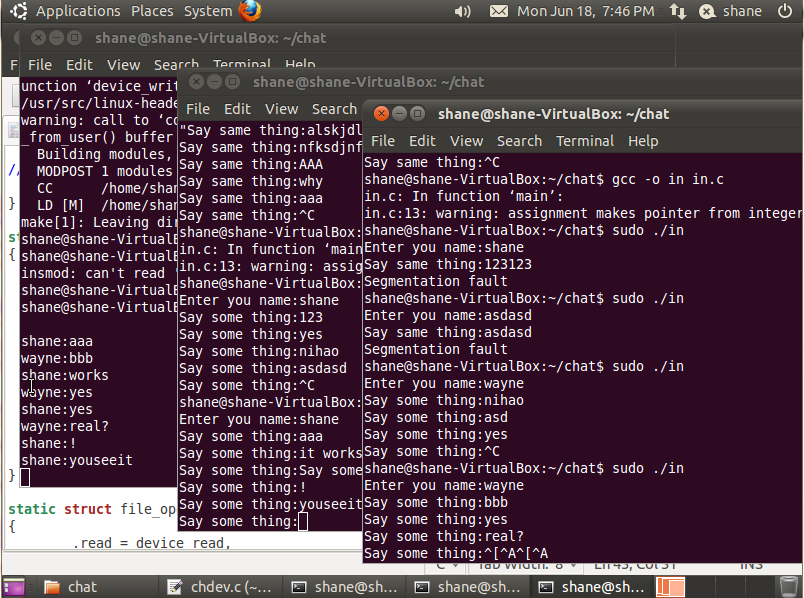 Applications Places System Mon Jun 18, 7:46 PM shane
shane@shane-VirtualBox: ~/chat
File Edit View Search Terminal Help
unction ‘device_writ
/usr/src/linux-heade
warning: call to ‘co
_from_user() buffer
Building modules,
MODPOST 1 modules
CC /home/shan
LD [M] /home/shan
make[1]: Leaving dir
shane@shane-VirtualB
shane@shane-VirtualB
insmod: can't read '
shane@shane-VirtualB
shane@shane-VirtualB
shane:aaa
wayne:bbb
shane:works
wayne:yes
shane:yes
wayne:real?
shane:!
shane:youseeit
shane@shane-VirtualBox: ~/chat
File Edit View Search
"Say same thing:alskjdl
Say same thing:nfksdjnf
Say same thing:AAA
Say same thing:why
Say same thing:aaa
Say same thing:^C
shane@shane-VirtualBox:
in.c: In function ‘main
in.c:13: warning: assig
shane@shane-VirtualBox:
Enter you name:shane
Say some thing:123
Say some thing:yes
Say some thing:nihao
Say some thing:asdasd
Say some thing:^C
shane@shane-VirtualBox:
Enter you name:shane
Say some thing:aaa
Say some thing:it works
Say some thing:Say some
Say some thing:!
Say some thing:youseeit
Say some thing:
shane@shane-VirtualBox: ~/chat
File Edit View Search Terminal Help
Say same thing:^C
shane@shane-VirtualBox:~/chat$ gcc -o in in.c
in.c: In function ‘main’:
in.c:13: warning: assignment makes pointer from integer
shane@shane-VirtualBox:~/chat$ sudo ./in
Enter you name:shane
Say same thing:123123
Segmentation fault
shane@shane-VirtualBox:~/chat$ sudo ./in
Enter you name:asdasd
Say same thing:asdasd
Segmentation fault
shane@shane-VirtualBox:~/chat$ sudo ./in
Enter you name:wayne
Say some thing:nihao
Say some thing:asd
Say some thing:yes
Say some thing:^C
shane@shane-VirtualBox:~/chat$ sudo ./in
Enter you name:wayne
Say some thing:bbb
Say some thing:yes
Say some thing:real?
Say some thing:^[^A^[^A
//
}
st
{
}
static struct file_op
{
.read = device_read,
C Tab Width: 8 Ln 43, Col 31 INS
chat chdev.c (~... shane@sh... shane@sh... shane@sh...